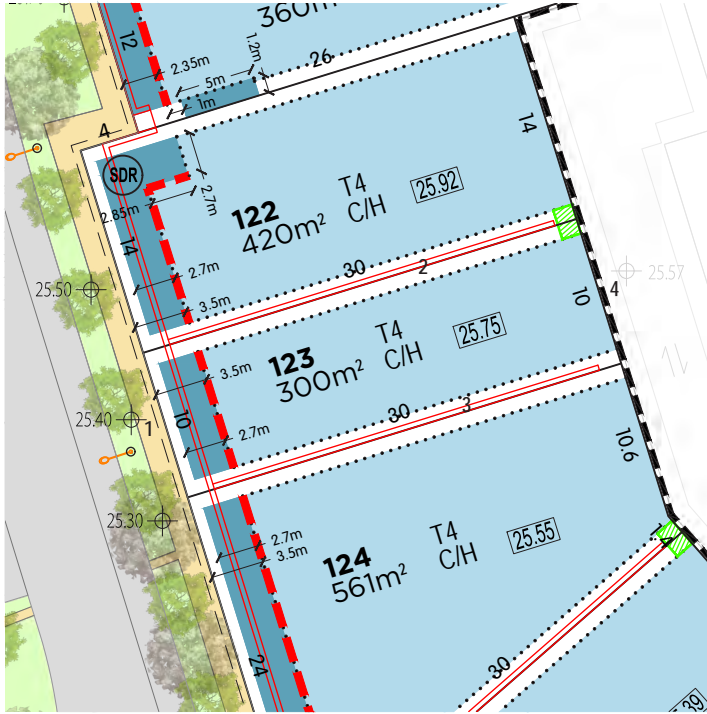 360m
12
2.35m
1.2m
26
5m
1m
4
14
SDR
2.7m
T4
C/H
25.92
2.85m
122
420m²
14
2.7m
30
2
25.50
3.5m
10
4
25.57
T4
C/H
25.75
123
300m²
3.5m
25.40
1
10
2.7m
30
3
10.6
25.30
2.7m
3.5m
124
561m²
T4
C/H
25.55
24
30
.39